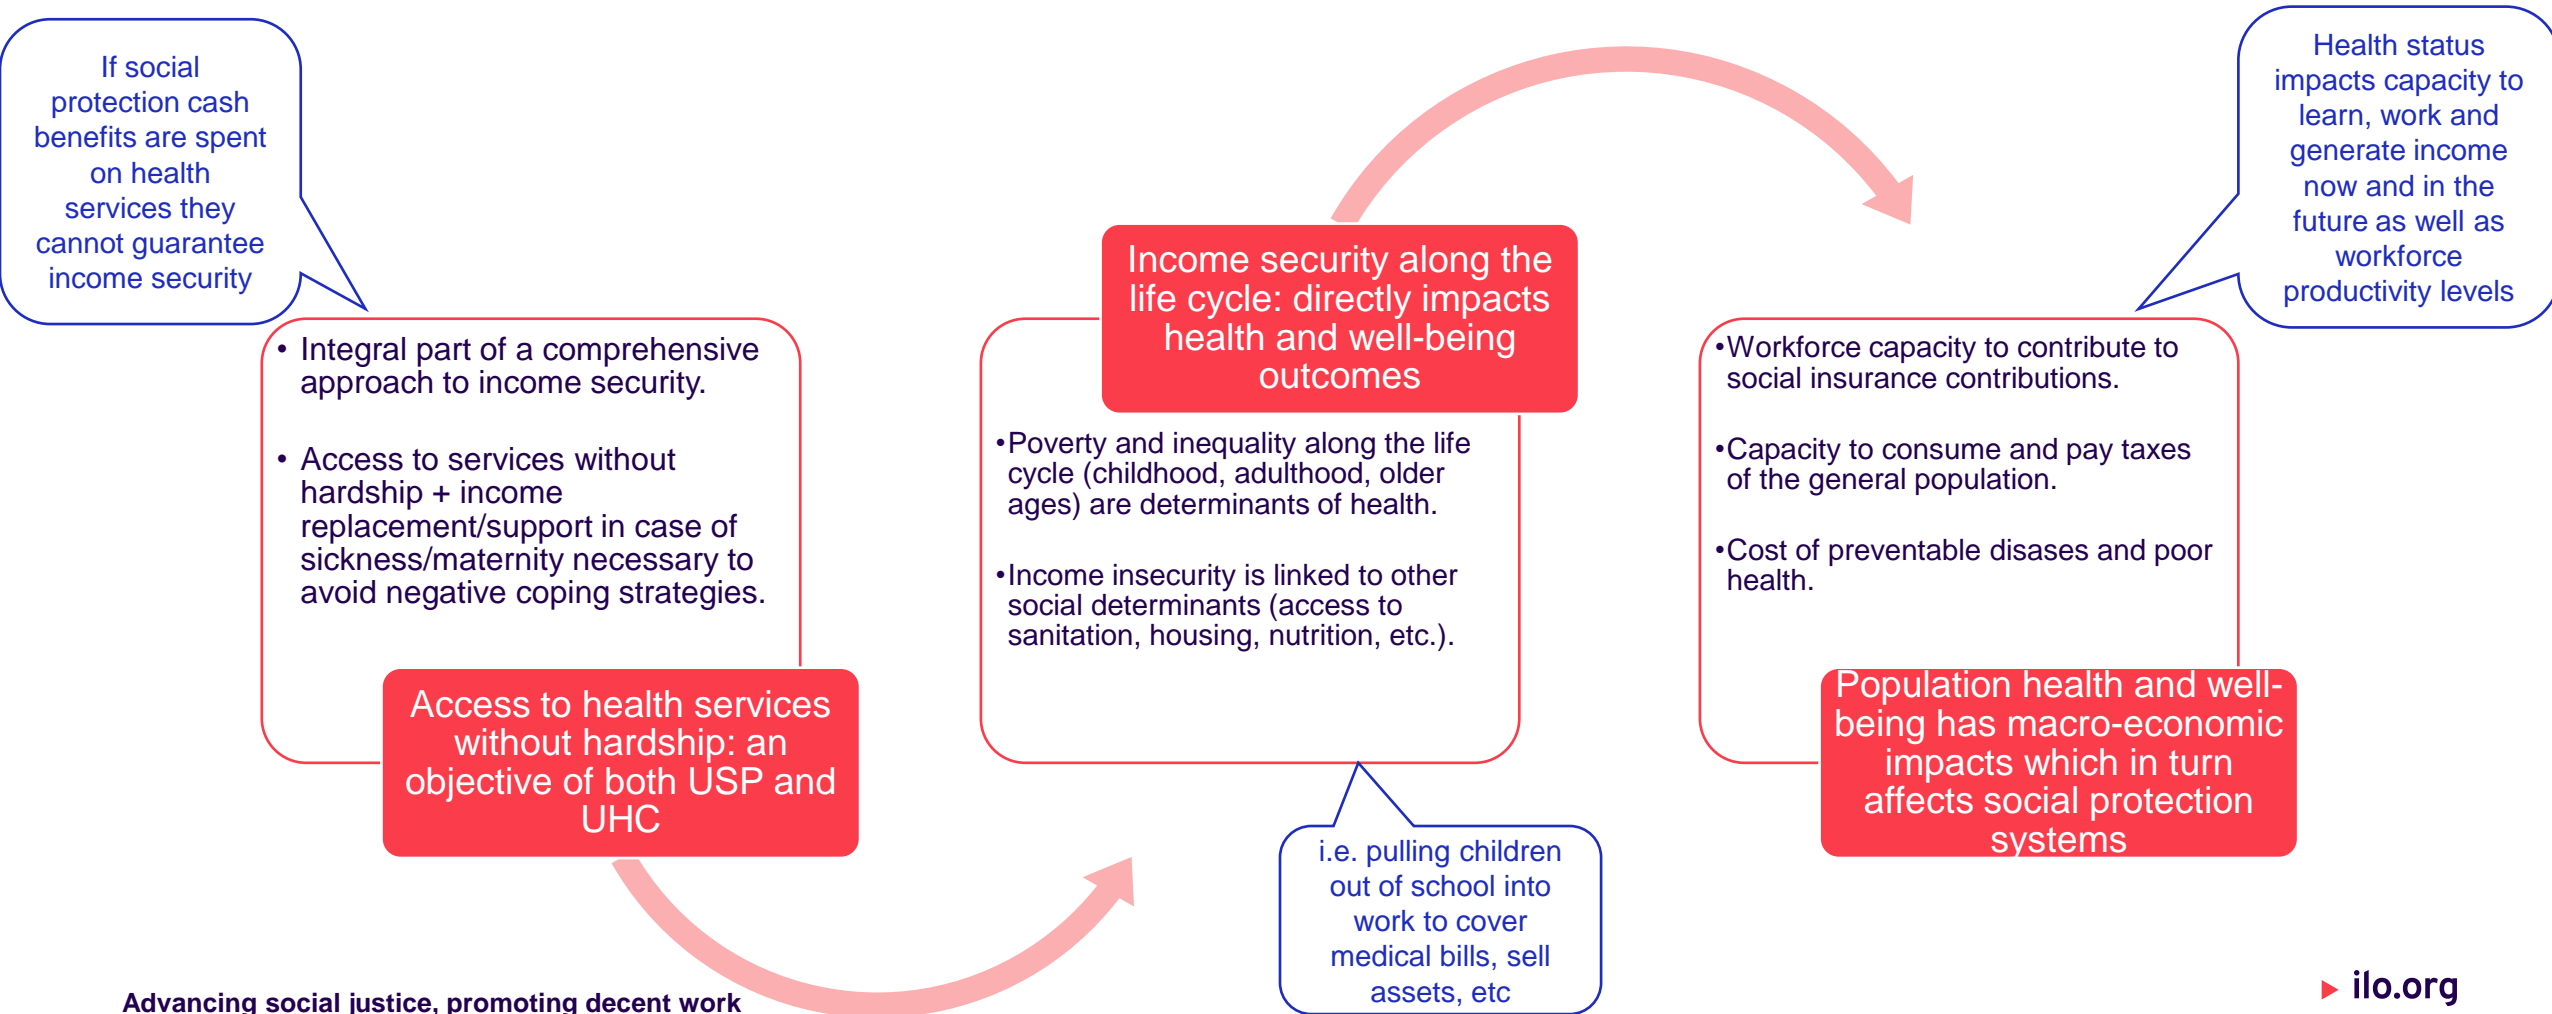 If social
protection cash
benefits are spent
on health
services they
cannot guarantee
income security
• Integral part of a comprehensive
approach to income security.
• Access to services without
hardship + income
replacement/support in case of
sickness/maternity necessary to
avoid negative coping strategies.
Access to health services
without hardship: an
objective of both USP and
UHC
Income security along the
life cycle: directly impacts
health and well-being
outcomes
•Poverty and inequality along the life
cycle (childhood, adulthood, older
ages) are determinants of health.
•Income insecurity is linked to other
social determinants (access to
sanitation, housing, nutrition, etc.).
i.e. pulling children
out of school into
work to cover
medical bills, sell
assets, etc
Health status
impacts capacity to
learn, work and
generate income
now and in the
future as well as
workforce
productivity levels
•Workforce capacity to contribute to
social insurance contributions.
•Capacity to consume and pay taxes
of the general population.
•Cost of preventable disases and poor
health.
Population health and well-
being has macro-economic
impacts which in turn
affects social protection
systems
Advancing social justice, promoting decent work
ilo.org